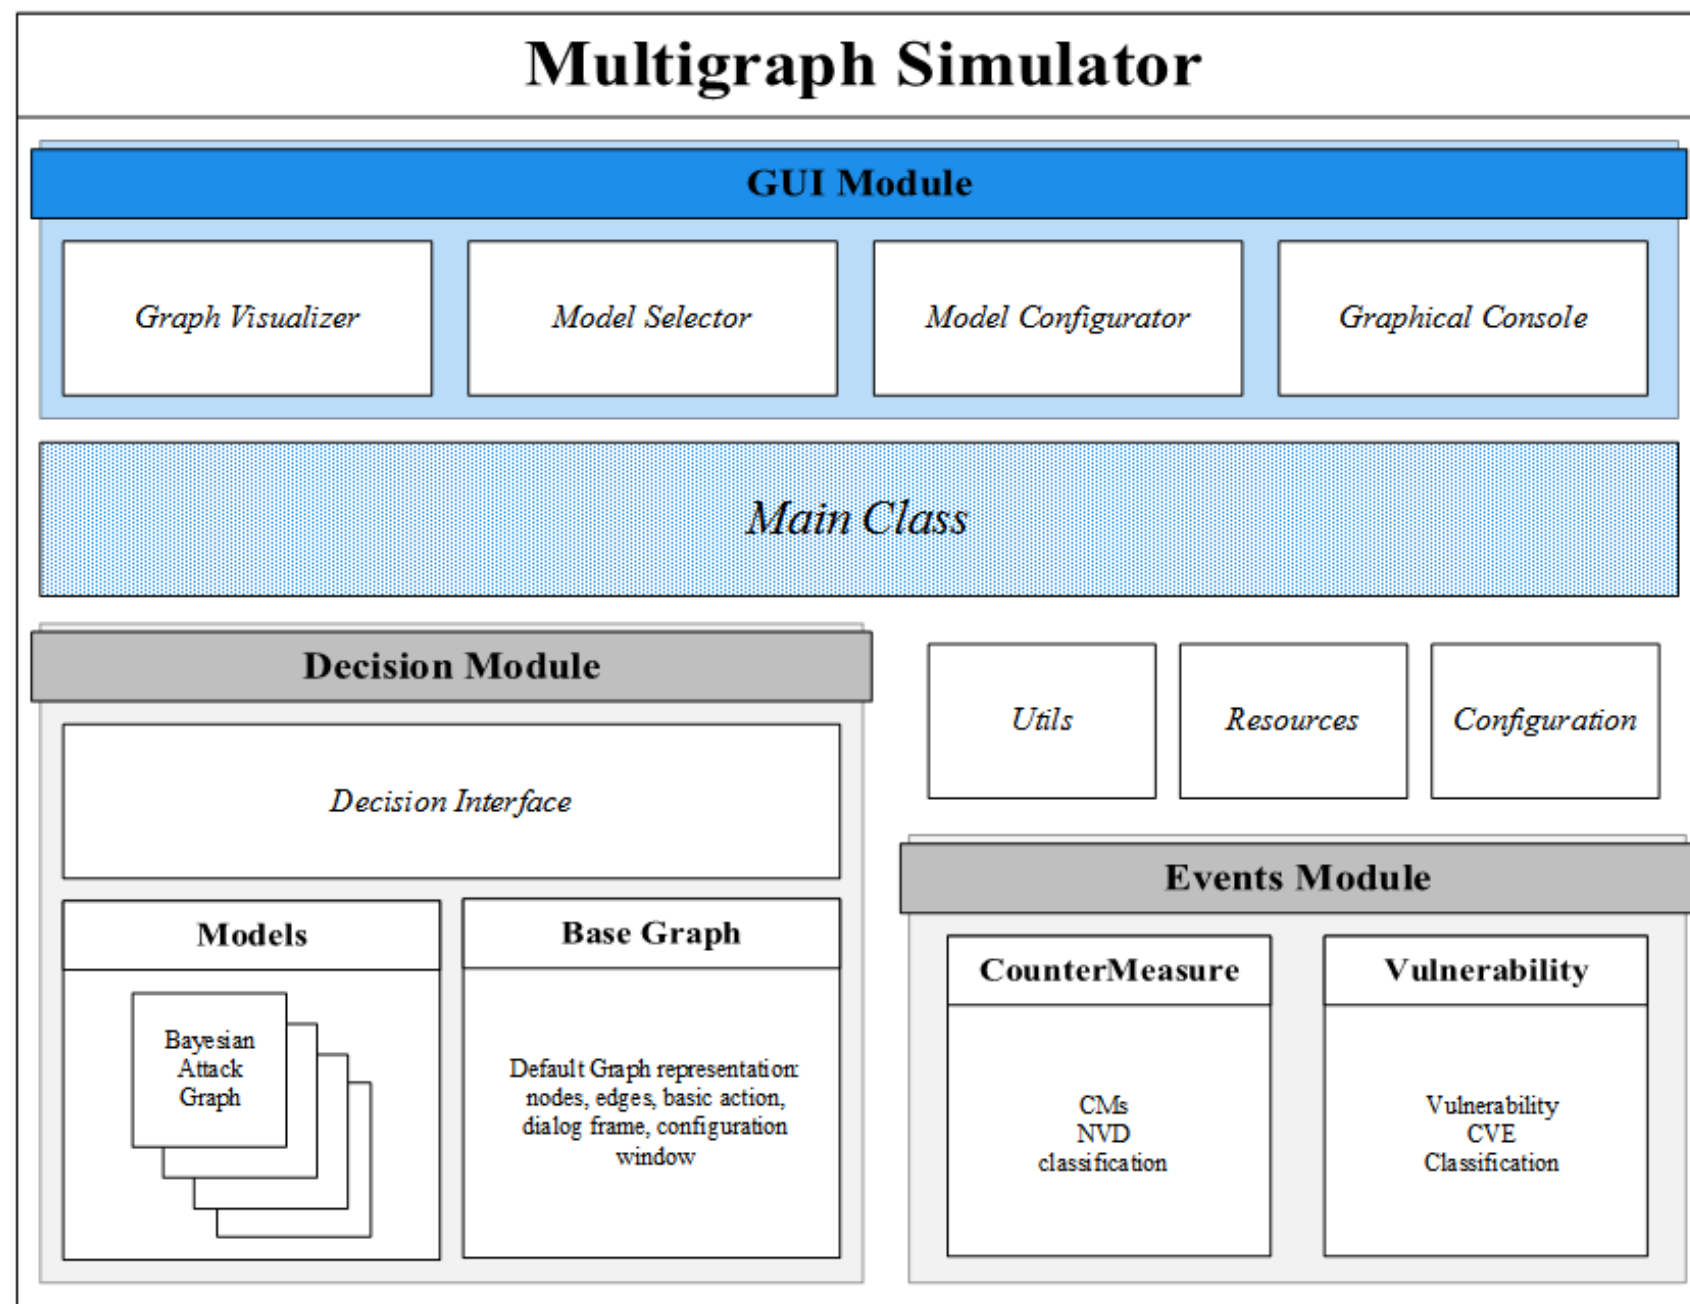 Multigraph Simulator
GUI Module
Graph Visualizer
Model Selector
Model Configurator
Graphical Console
Main Class
Decision Module
Decision Interface
Models
Bayesian
Attack
Graph
Base Graph
Default Graph representation:
nodes, edges, basic action,
dialog frame, configuration
window
Utils
Resources
Configuration
Events Module
CounterMeasure
CMs
NVD
classification
Vulnerability
Vulnerability
CVE
Classification